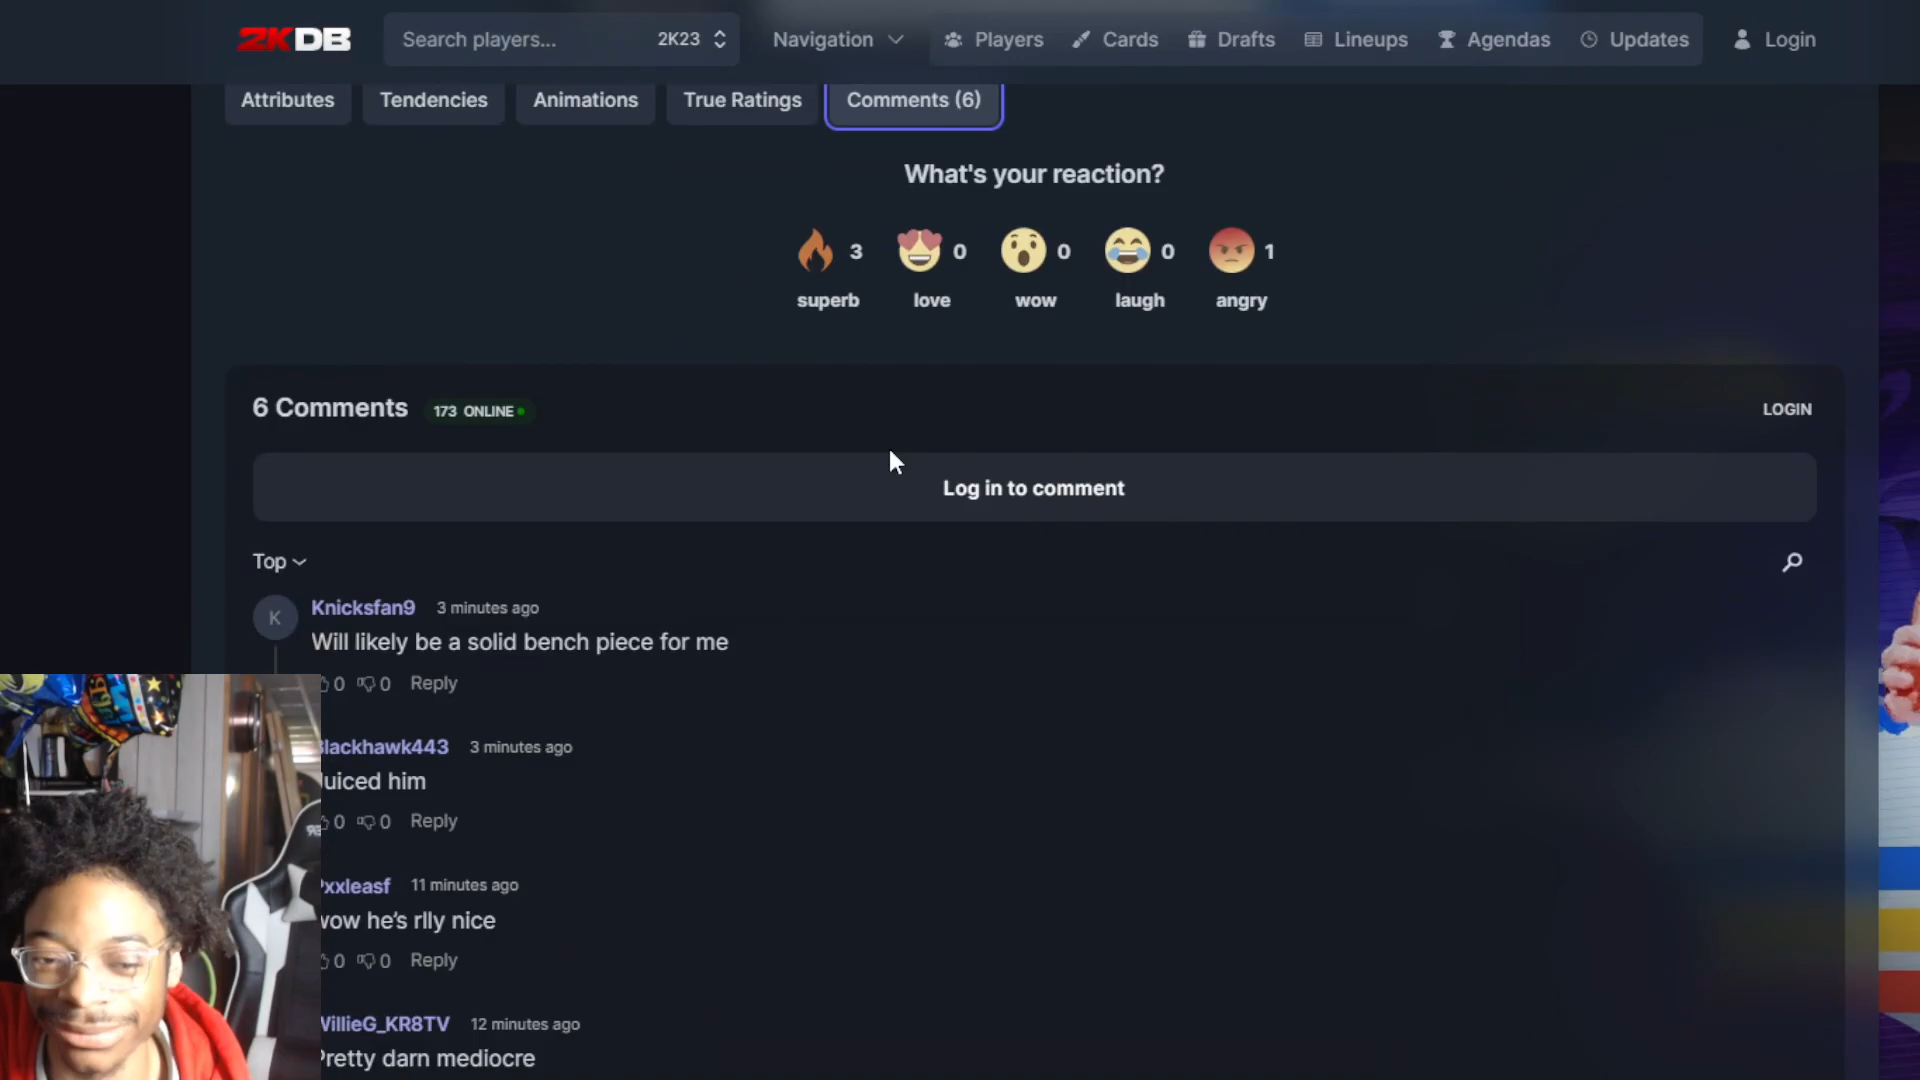 2KDB
Search players...
2K23
Navigation
Players
Cards
Drafts
Lineups
Agendas
Updates
Login
Attributes
Tendencies
Animations
True Ratings
Comments (6)
What's your reaction?
3
0
0
0
1
superb
love
wow
laugh
angry
6 Comments
173 ONLINE
LOGIN
Log in to comment
Top
K
Knicksfan9 3 minutes ago
Will likely be a solid bench piece for me
0 0 Reply
lackhawk443 3 minutes ago
uiced him
0 0 Reply
xxleasf 11 minutes ago
wow he's rlly nice
0 0 Reply
WillieG_KR8TV 12 minutes ago
Pretty darn mediocre